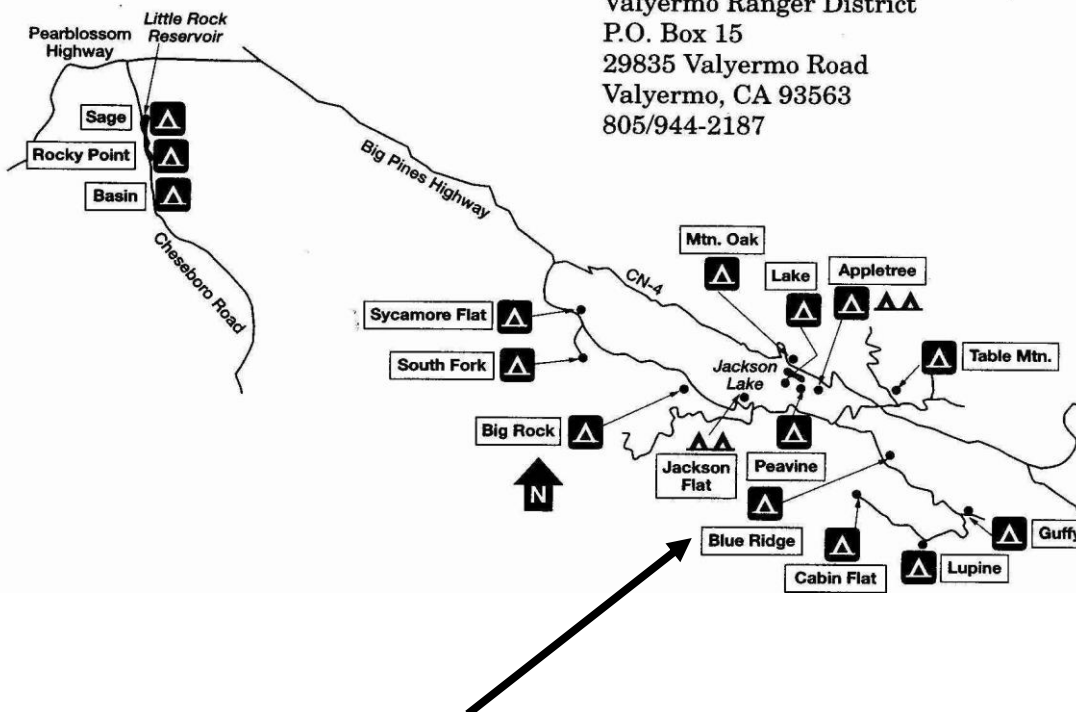 Valyermo Ranger District
P.O. Box 15
29835 Valyermo Road
Valyermo, CA 93563
805/944-2187
Little Rock
Reservoir
Pearblossom
Highway
Sage
Rocky Point
Basin
Cheseboro Road
Big Pines Highway
CN-4
Mtn. Oak
Lake
Appletree
Sycamore Flat
South Fork
Jackson
Lake
Table Mtn.
Big Rock
N
Jackson
Flat
Peavine
Blue Ridge
Cabin Flat
Lupine
Guffy